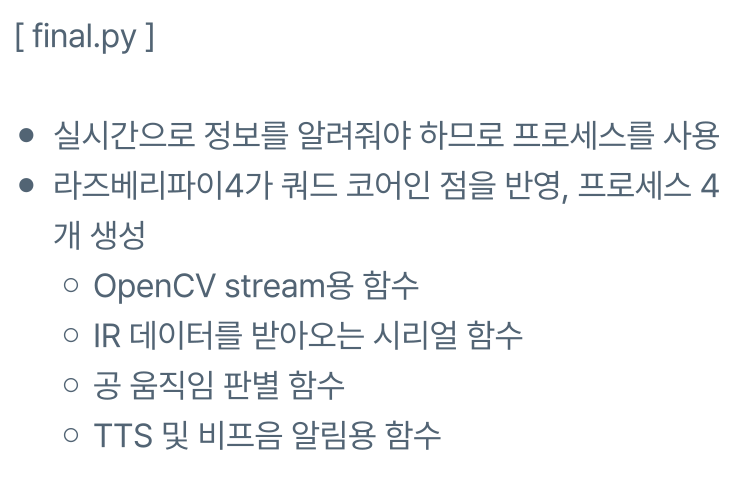 [ final.py ]
● 실시간으로 정보를 알려줘야 하므로 프로세스를 사용
● 라즈베리파이4가 쿼드 코어인 점을 반영, 프로세스 4
개 생성
○ OpenCV stream용 함수
○ IR 데이터를 받아오는 시리얼 함수
○ 공 움직임 판별 함수
○ TTS 및 비프음 알림용 함수